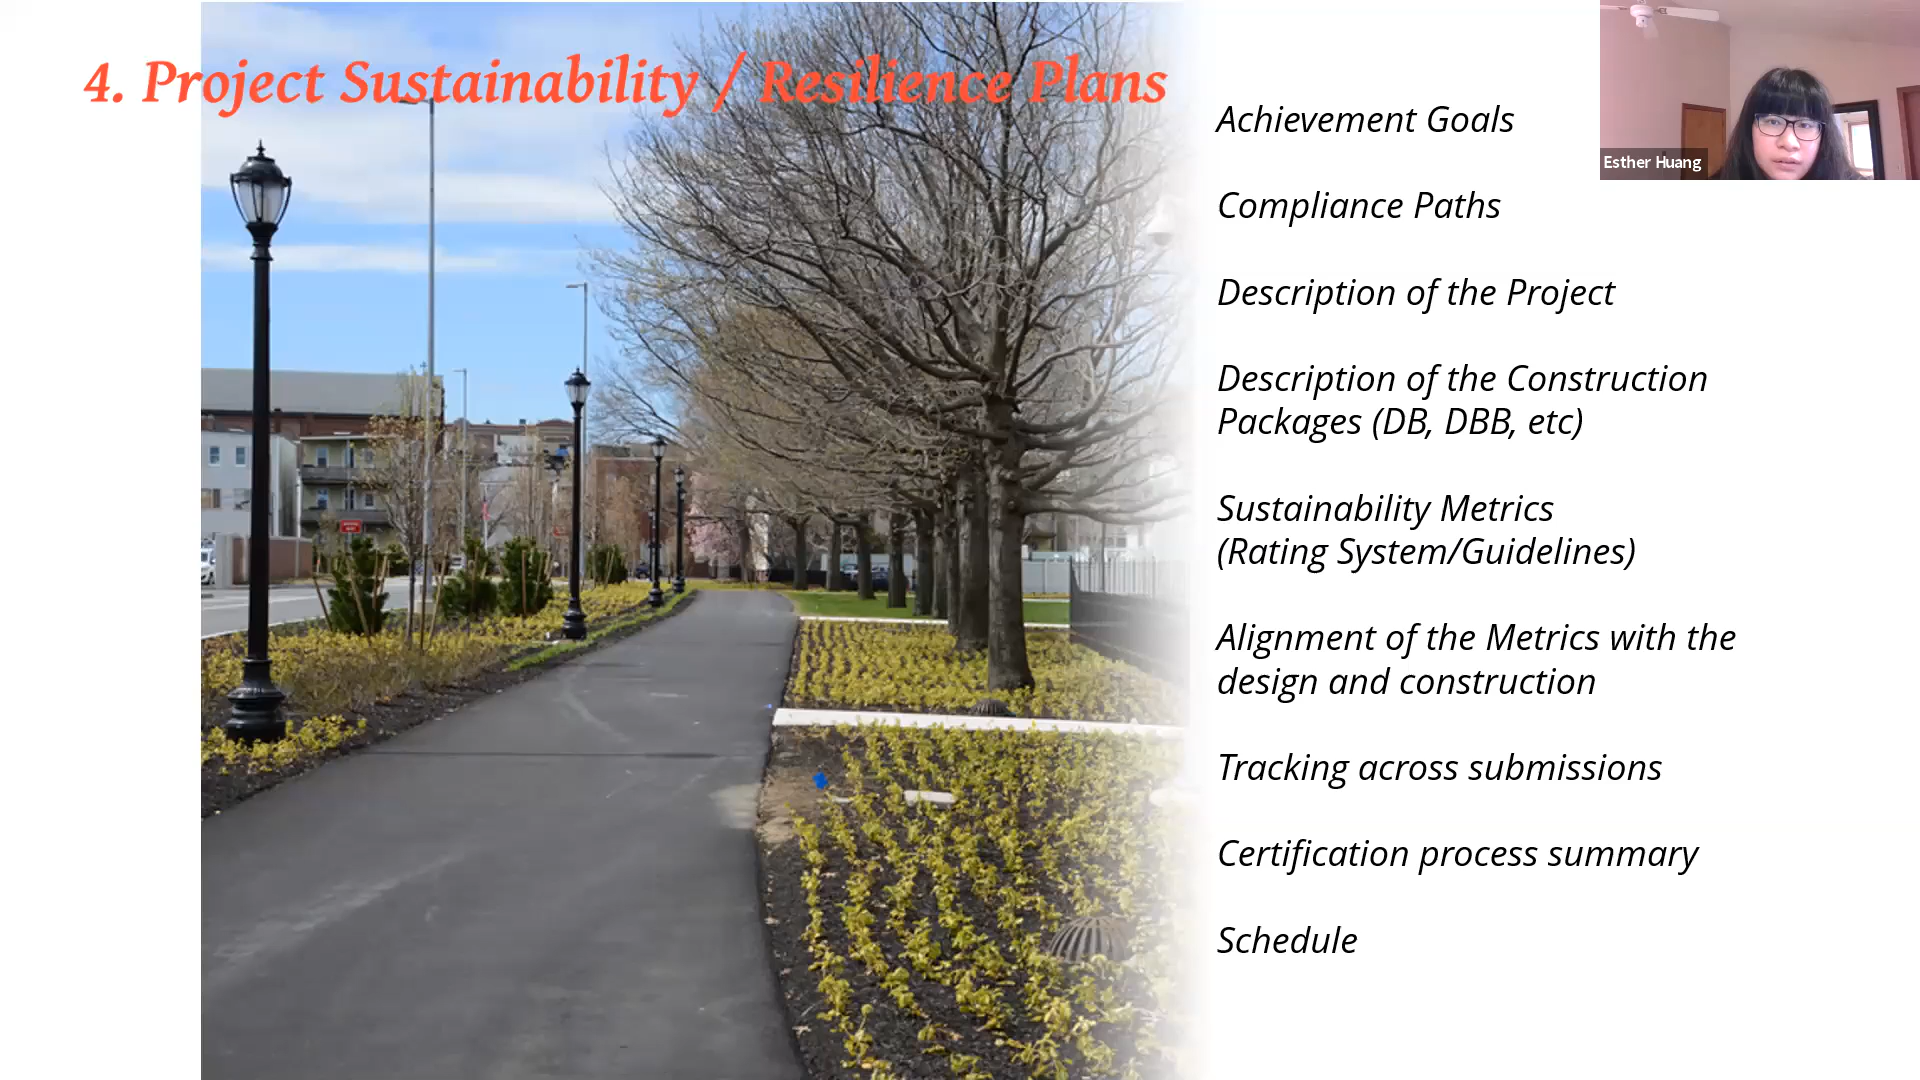 4. Project Sustainability / Resilience Plans
Achievement Goals
Compliance Paths
Description of the Project
Description of the Construction
Packages (DB, DBB, etc)
Sustainability Metrics
(Rating System/Guidelines)
Alignment of the Metrics with the
design and construction
Tracking across submissions
Certification process summary
Schedule
Esther Huang